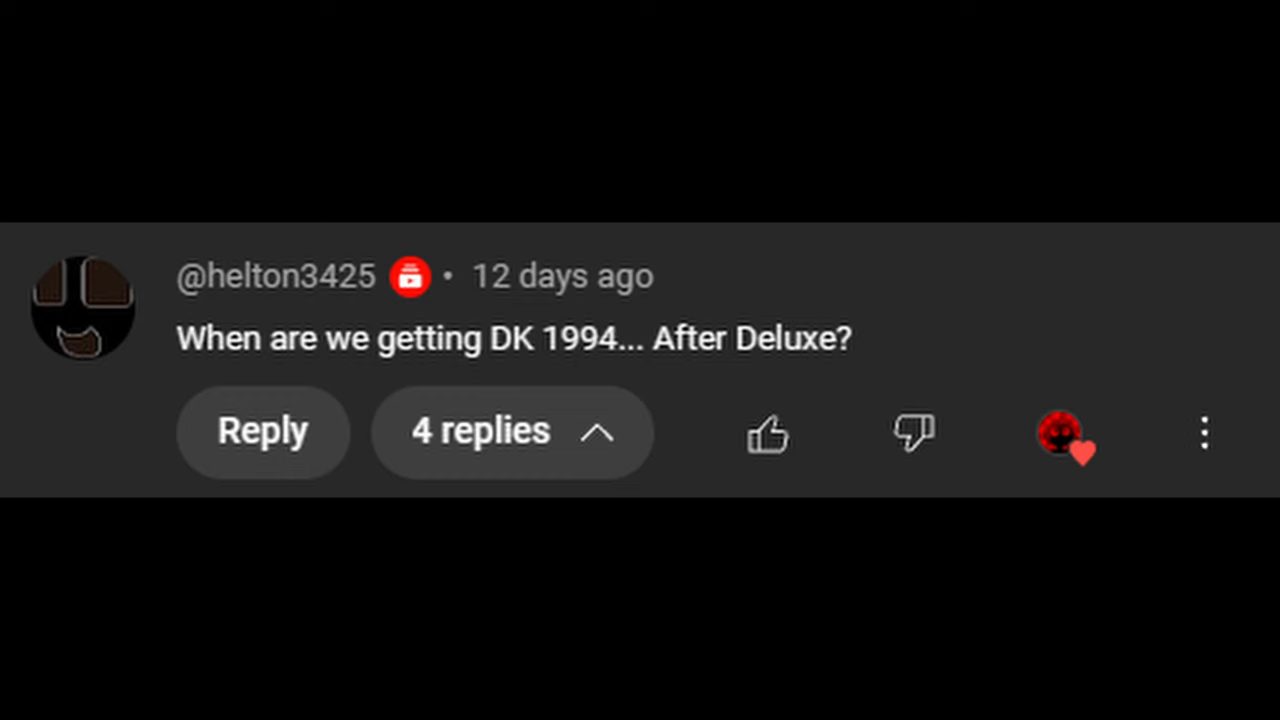 @helton3425 • 12 days ago
When are we getting DK 1994... After Deluxe?
Reply 4 replies